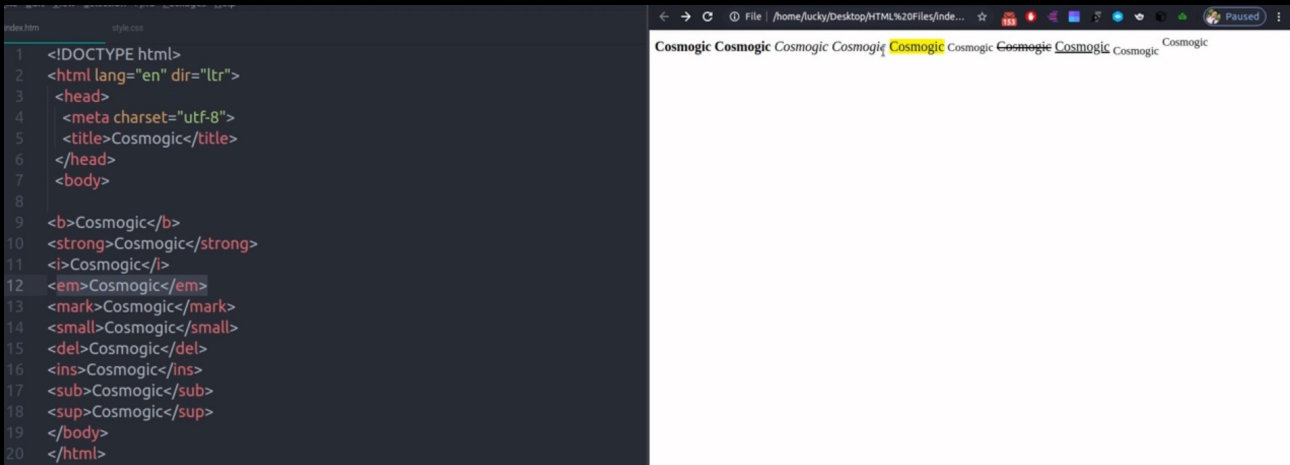 index.htm
style.css
1 <!DOCTYPE html>
2 <html lang="en" dir="ltr">
3 <head>
4 <meta charset="utf-8">
5 <title>Cosmogic</title>
6 </head>
7 <body>
8
9 <b>Cosmogic</b>
10 <strong>Cosmogic</strong>
11 <i>Cosmogic</i>
12 <em>Cosmogic</em>
13 <mark>Cosmogic</mark>
14 <small>Cosmogic</small>
15 <del>Cosmogic</del>
16 <ins>Cosmogic</ins>
17 <sub>Cosmogic</sub>
18 <sup>Cosmogic</sup>
19 </body>
20 </html>
File /home/lucky/Desktop/HTML%20Files/inde...
153
Paused
Cosmogic Cosmogic Cosmogic Cosmogic Cosmogic Cosmogic Cosmogic Cosmogic Cosmogic Cosmogic